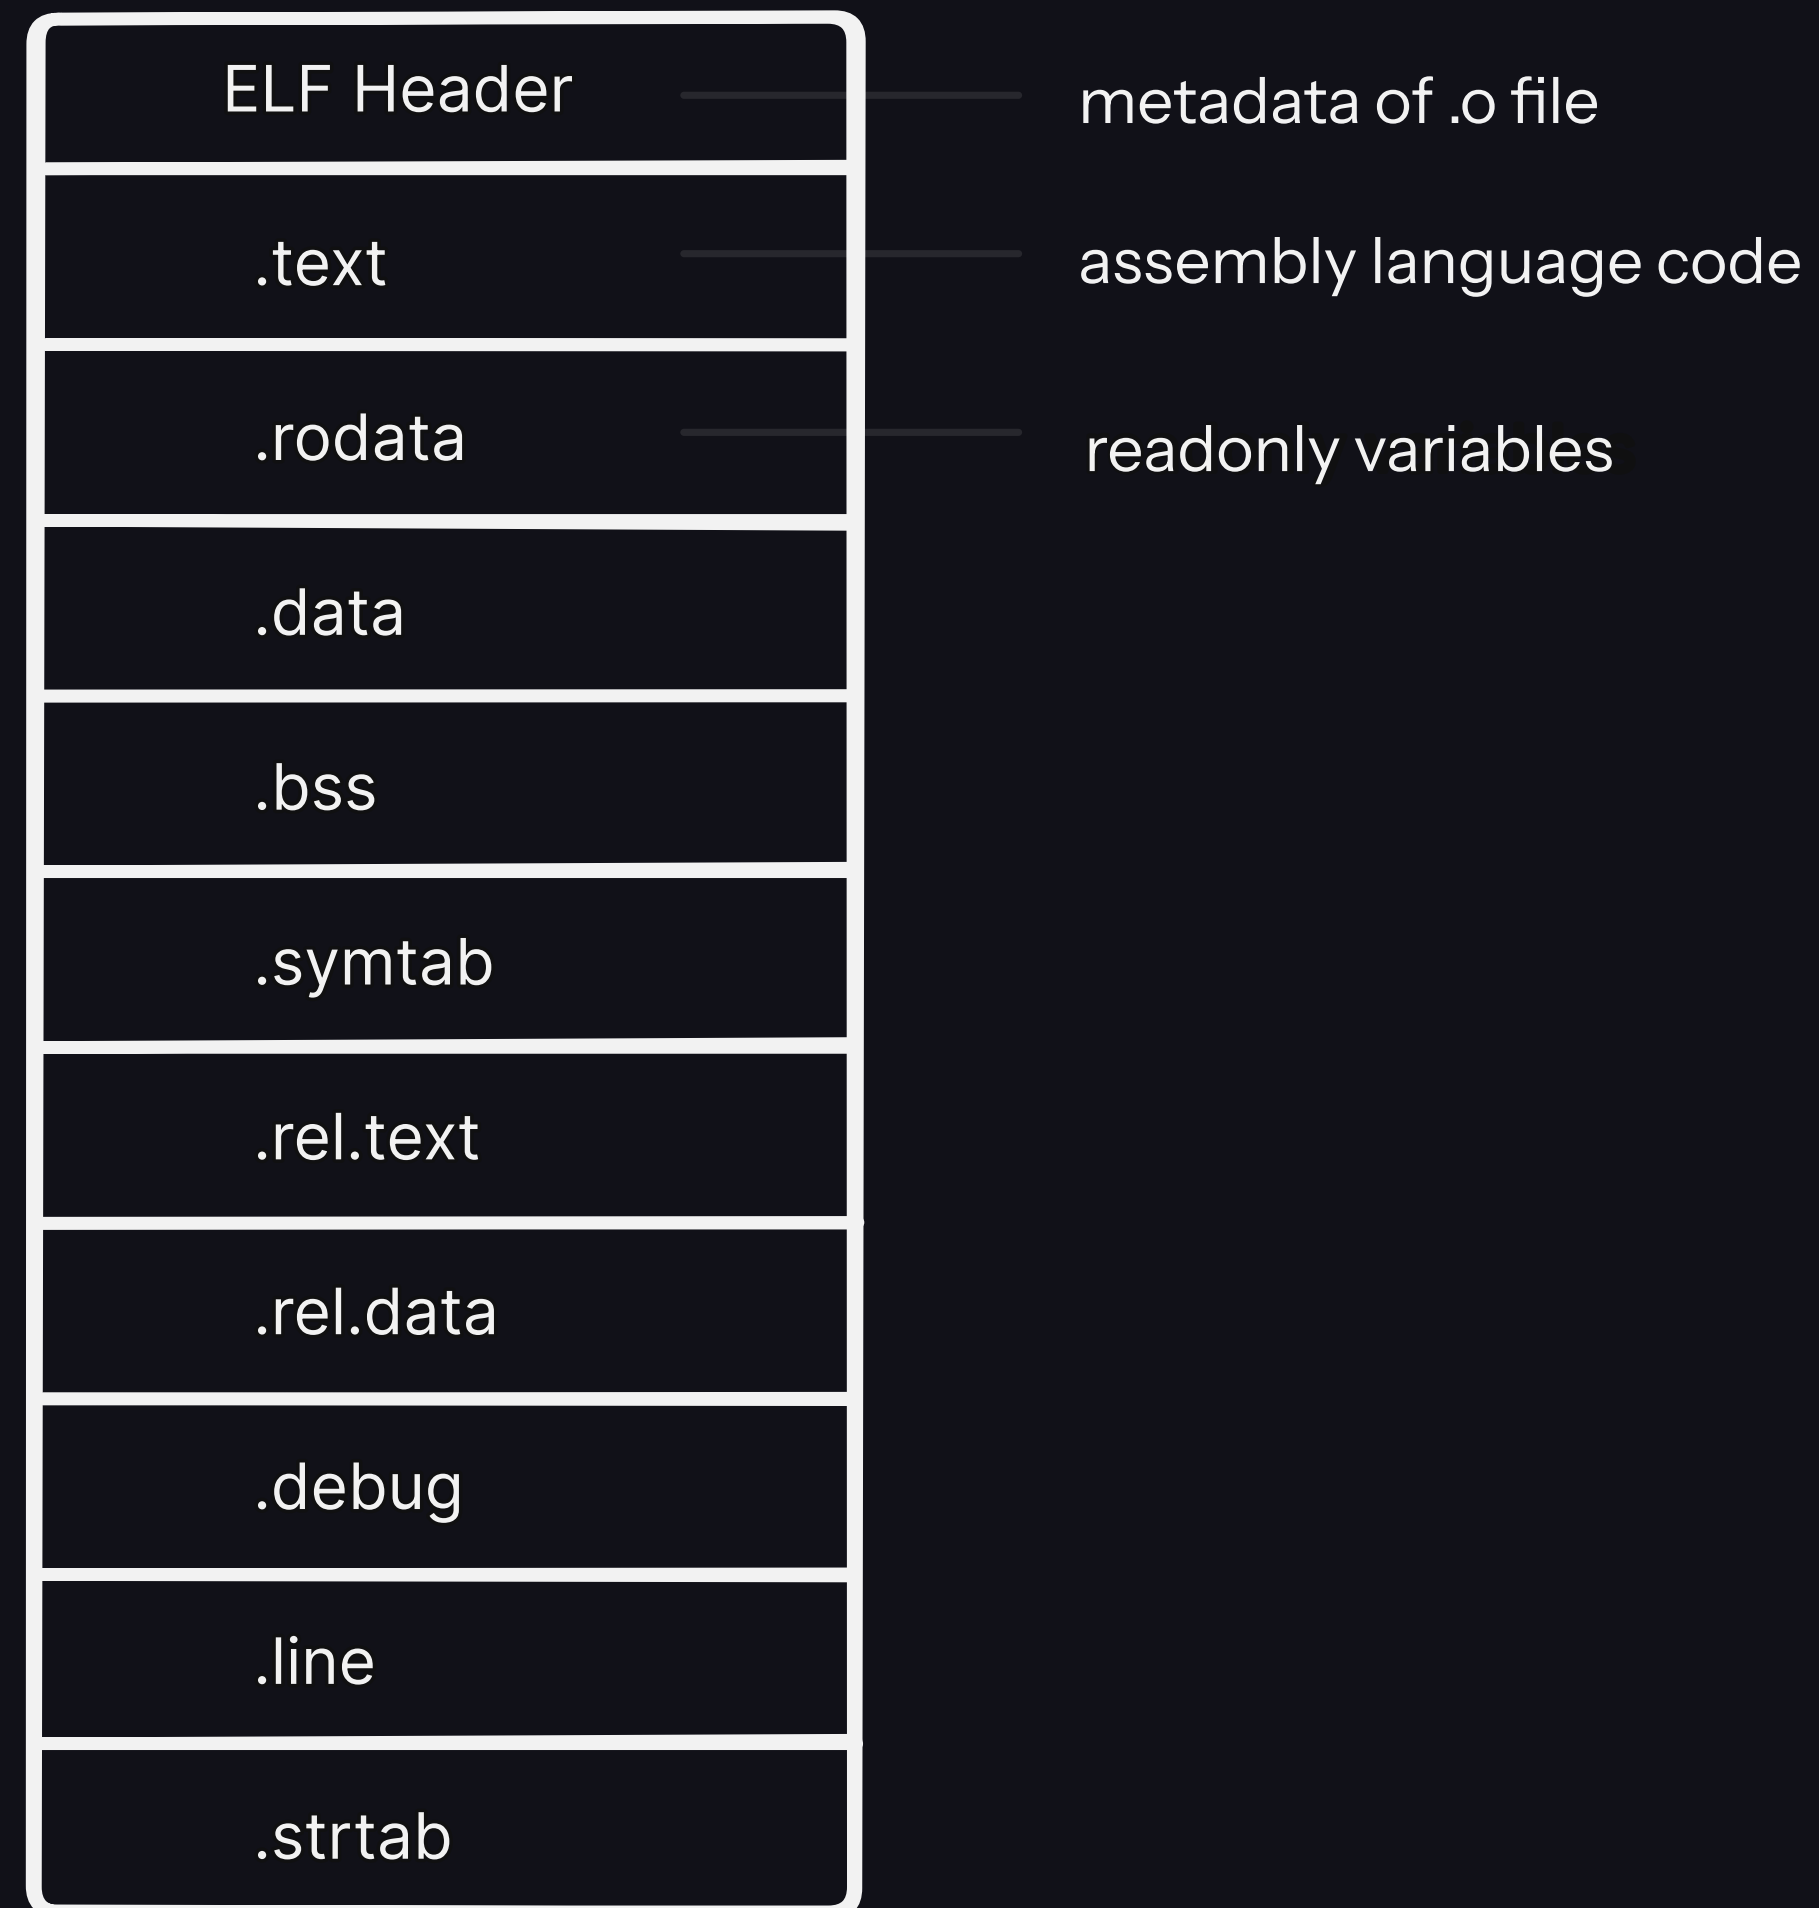 ELF Header
metadata of .o file
.text
assembly language code
.rodata
readonly variables
.data
.bss
.symtab
.rel.text
.rel.data
.debug
.line
.strtab